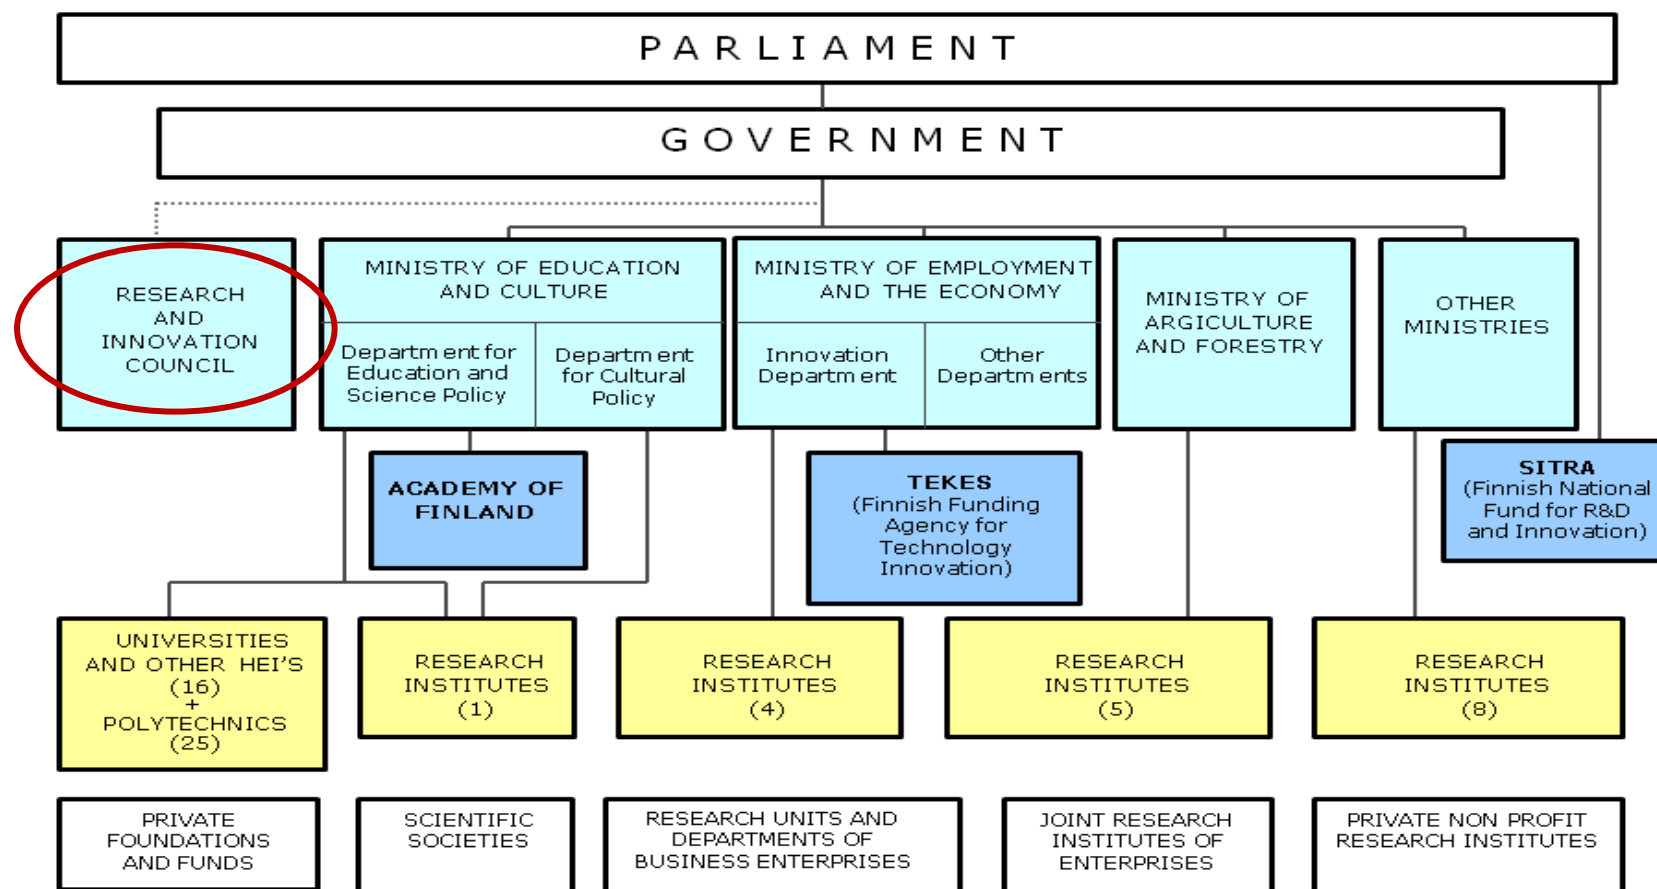 PARLIAMENT
GOVERNMENT
RESEARCH
AND
INNOVATION
COUNCIL
MINISTRY OF EDUCATION
AND CULTURE
Department for
Education and
Science Policy
Department
for Cultural
Policy
MINISTRY OF EMPLOYMENT
AND THE ECONOMY
Innovation
Department
Other
Departments
MINISTRY OF
ARGICULTURE
AND FORESTRY
OTHER
MINISTRIES
ACADEMY OF
FINLAND
TEKES
(Finnish Funding
Agency for
Technology
Innovation)
SITRA
(Finnish National
Fund for R&D
and Innovation)
UNIVERSITIES
AND OTHER HEI'S
(16)
+
POLYTECHNICS
(25)
RESEARCH
INSTITUTES
(1)
RESEARCH
INSTITUTES
(4)
RESEARCH
INSTITUTES
(5)
RESEARCH
INSTITUTES
(8)
PRIVATE
FOUNDATIONS
AND FUNDS
SCIENTIFIC
SOCIETIES
RESEARCH UNITS AND
DEPARTMENTS OF
BUSINESS ENTERPRISES
JOINT RESEARCH
INSTITUTES OF
ENTERPRISES
PRIVATE NON PROFIT
RESEARCH INSTITUTES